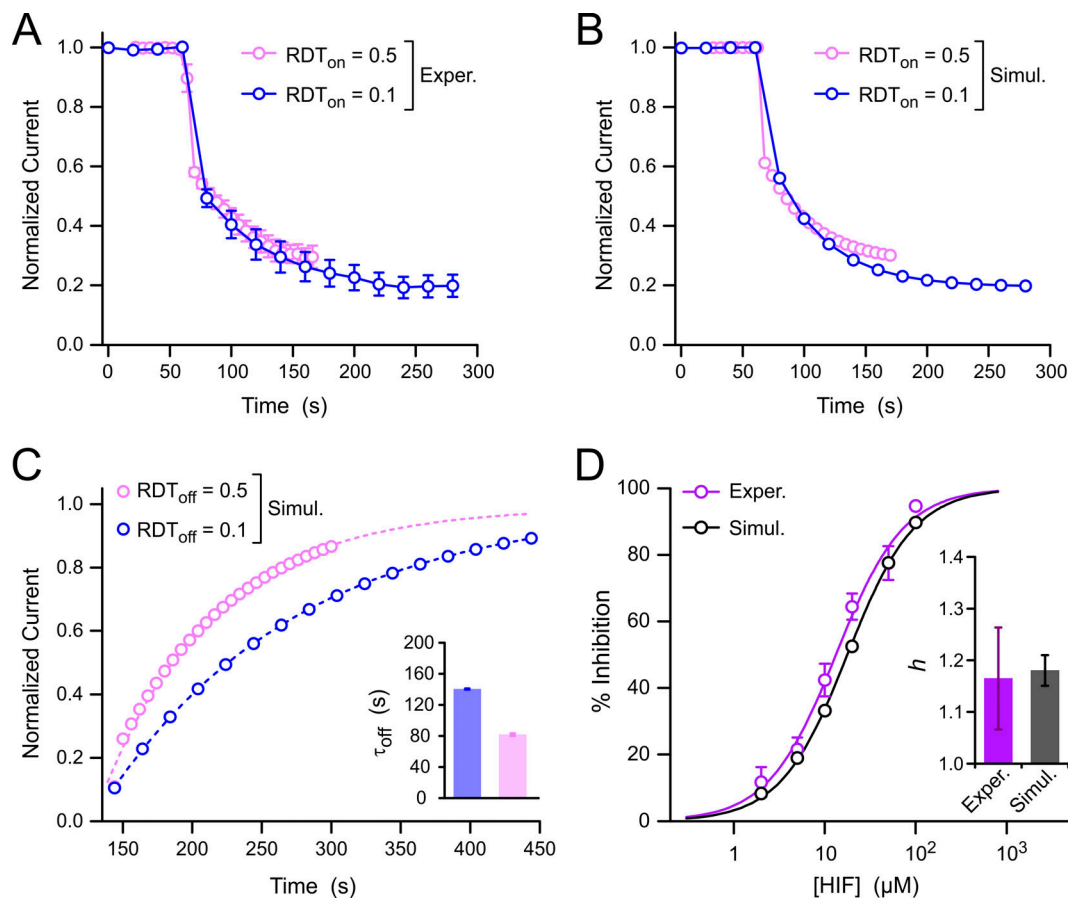 A
Normalized Current
1.0
0.8
0.6
0.4
0.2
0.0
RDTon = 0.5
RDTon = 0.1
Exper.
0 50 100 150 200 250 300
Time (s)
B
Normalized Current
1.0
0.8
0.6
0.4
0.2
0.0
RDTon = 0.5
RDTon = 0.1
Simul.
0 50 100 150 200 250 300
Time (s)
C
Normalized Current
1.0
0.8
0.6
0.4
0.2
0.0
RDToff = 0.5
RDToff = 0.1
Simul.
τoff (s)
200
160
120
80
40
0
150 200 250 300 350 400 450
Time (s)
D
% Inhibition
100
80
60
40
20
0
Exper.
Simul.
h
1.4
1.3
1.2
1.1
1.0
Exper. Simul.
1 10 10² 10³
[HIF] (µM)